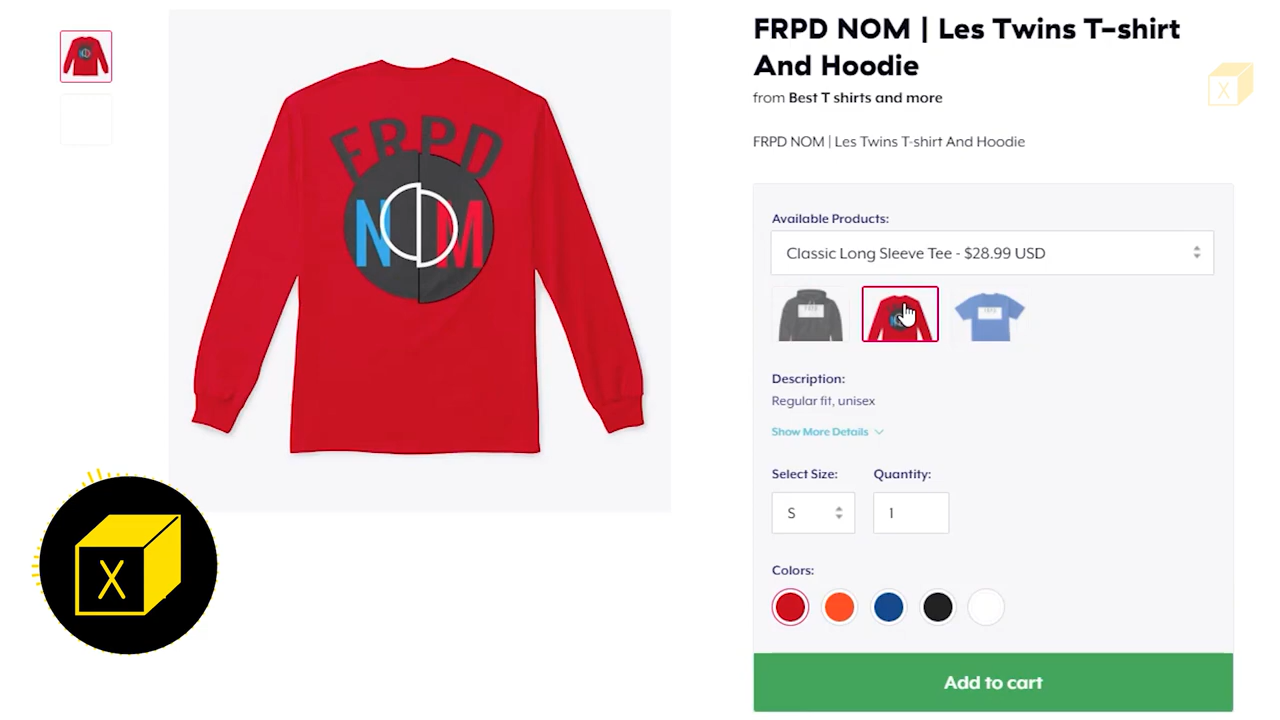 FRPD NOM | Les Twins T-shirt
And Hoodie
from Best T shirts and more
FRPD NOM | Les Twins T-shirt And Hoodie
FRPD
NOM
Available Products:
Classic Long Sleeve Tee - $28.99 USD
Description:
Regular fit, unisex
Show More Details
Select Size:
Quantity:
S
1
Colors:
Add to cart
X
X